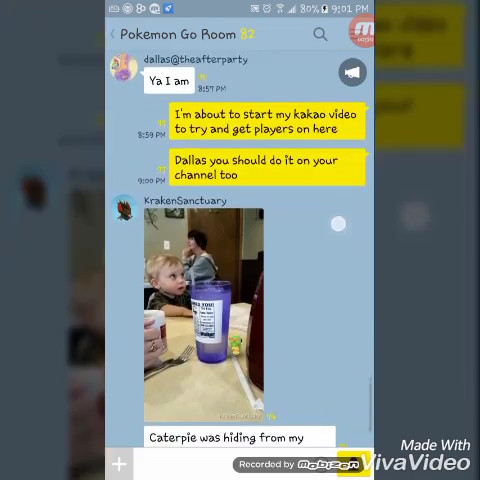 80% 9:01 PM
Pokemon Go Room 82
dallas@theafterparty
Ya I am
8:57 PM
I'm about to start my kakao video
to try and get players on here
8:59 PM
Dallas you should do it on your
channel too
9:00 PM
KrakenSanctuary
Caterpie was hiding from my
Recorded by mobizen
Made With
VivaVideo